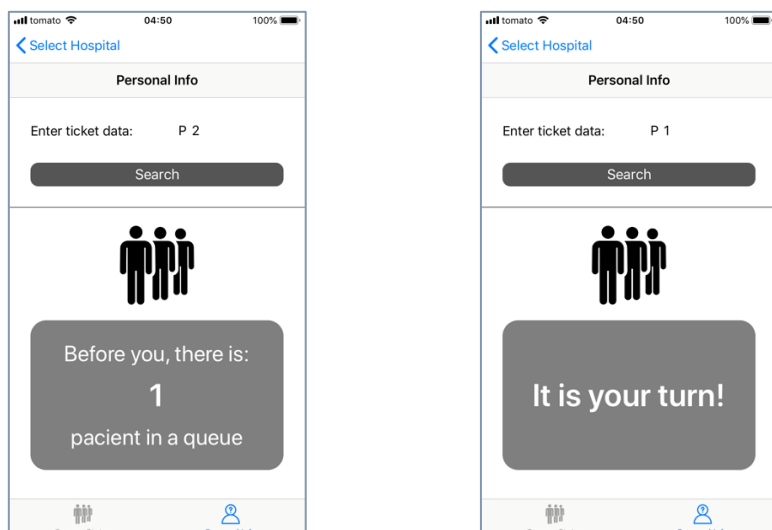 tomato 04:50 100%
Select Hospital
Personal Info
Enter ticket data: P 2
Search
Before you, there is:
1
pacient in a queue
tomato 04:50 100%
Select Hospital
Personal Info
Enter ticket data: P 1
Search
It is your turn!